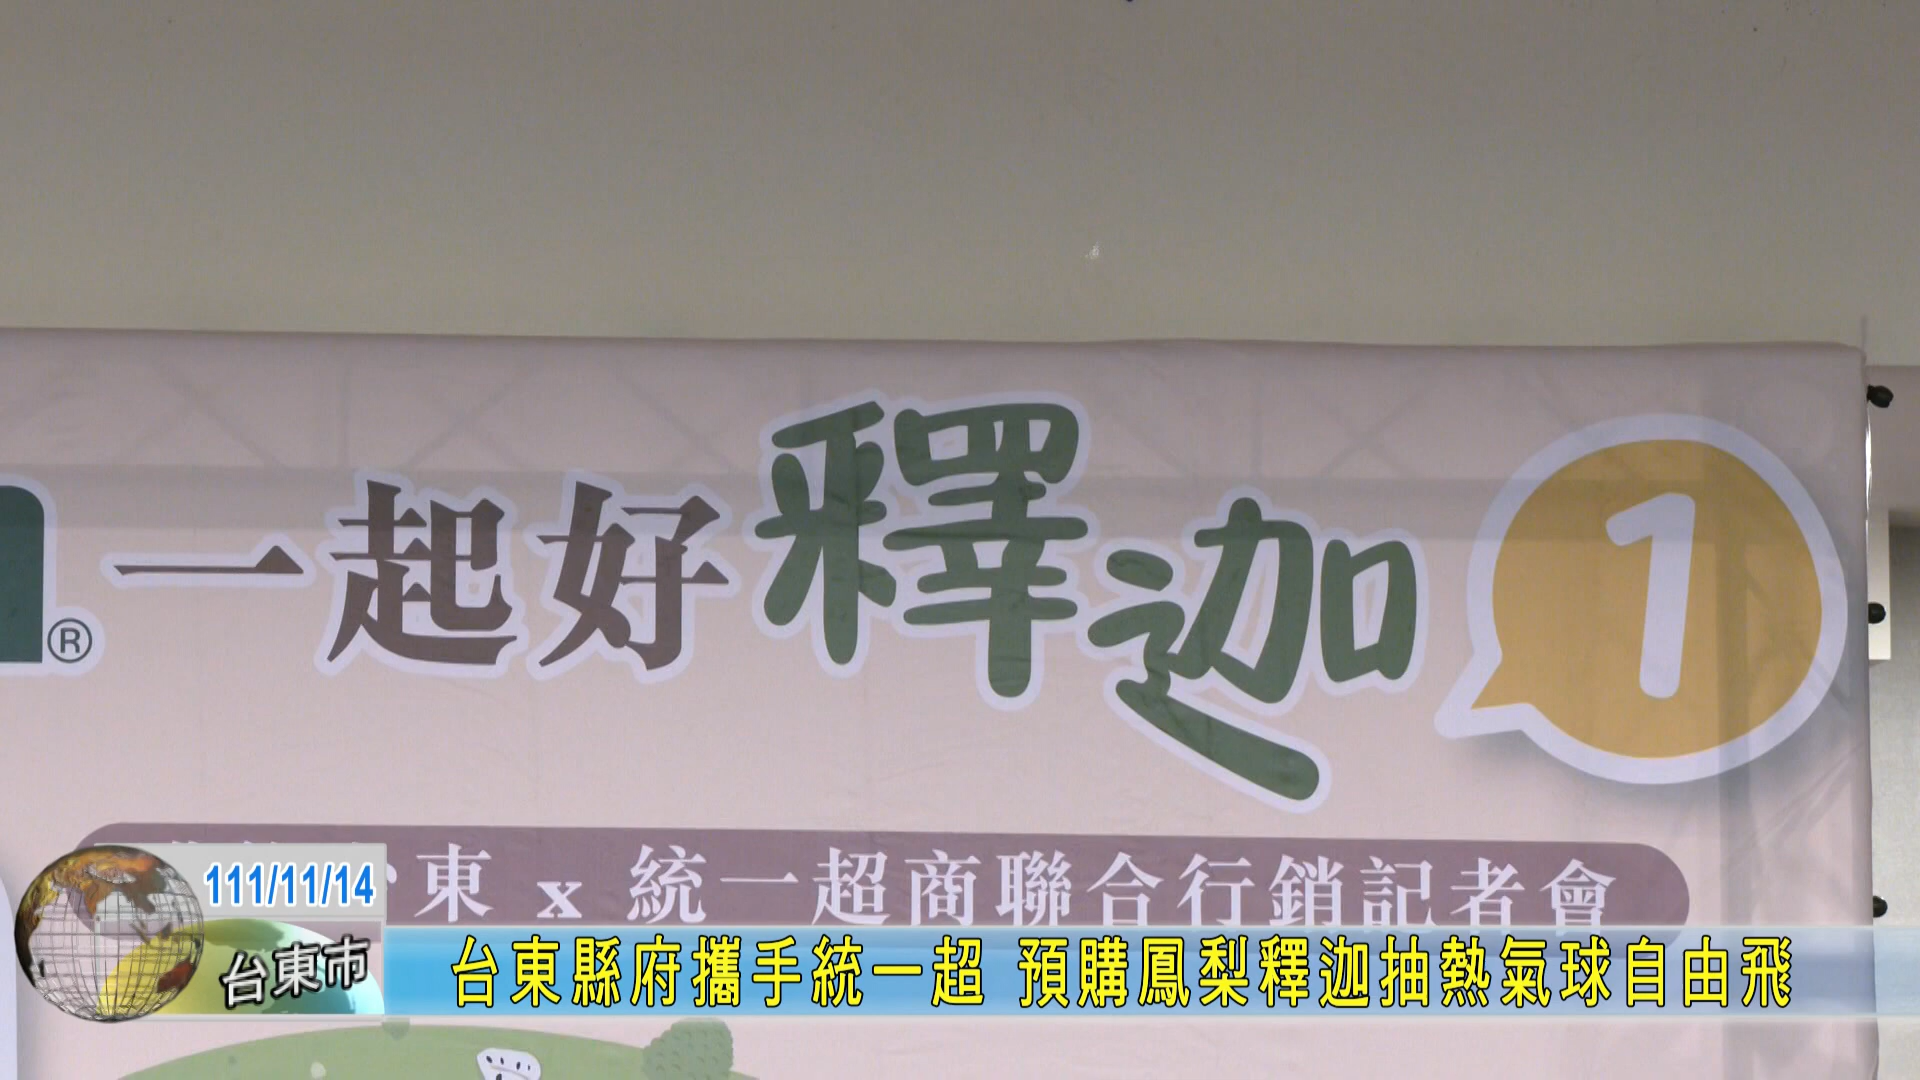 ® 一起好釋迦 1
東 x 統一超商聯合行銷記者會
111/11/14
台東市
台東縣府攜手統一超 預購鳳梨釋迦抽熱氣球自由飛